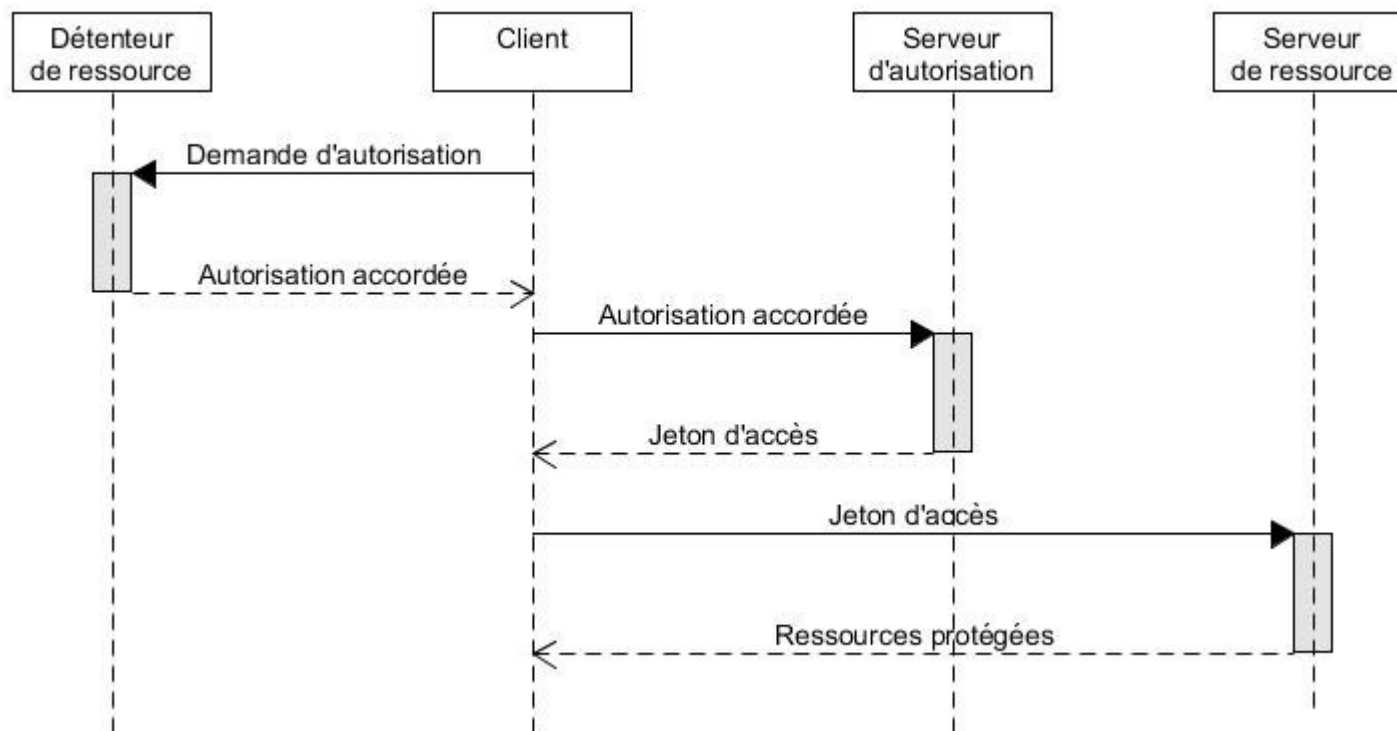 Détenteur
de ressource
Client
Serveur
d'autorisation
Serveur
de ressource
Demande d'autorisation
Autorisation accordée
Autorisation accordée
Jeton d'accès
Jeton d'accès
Ressources protégées